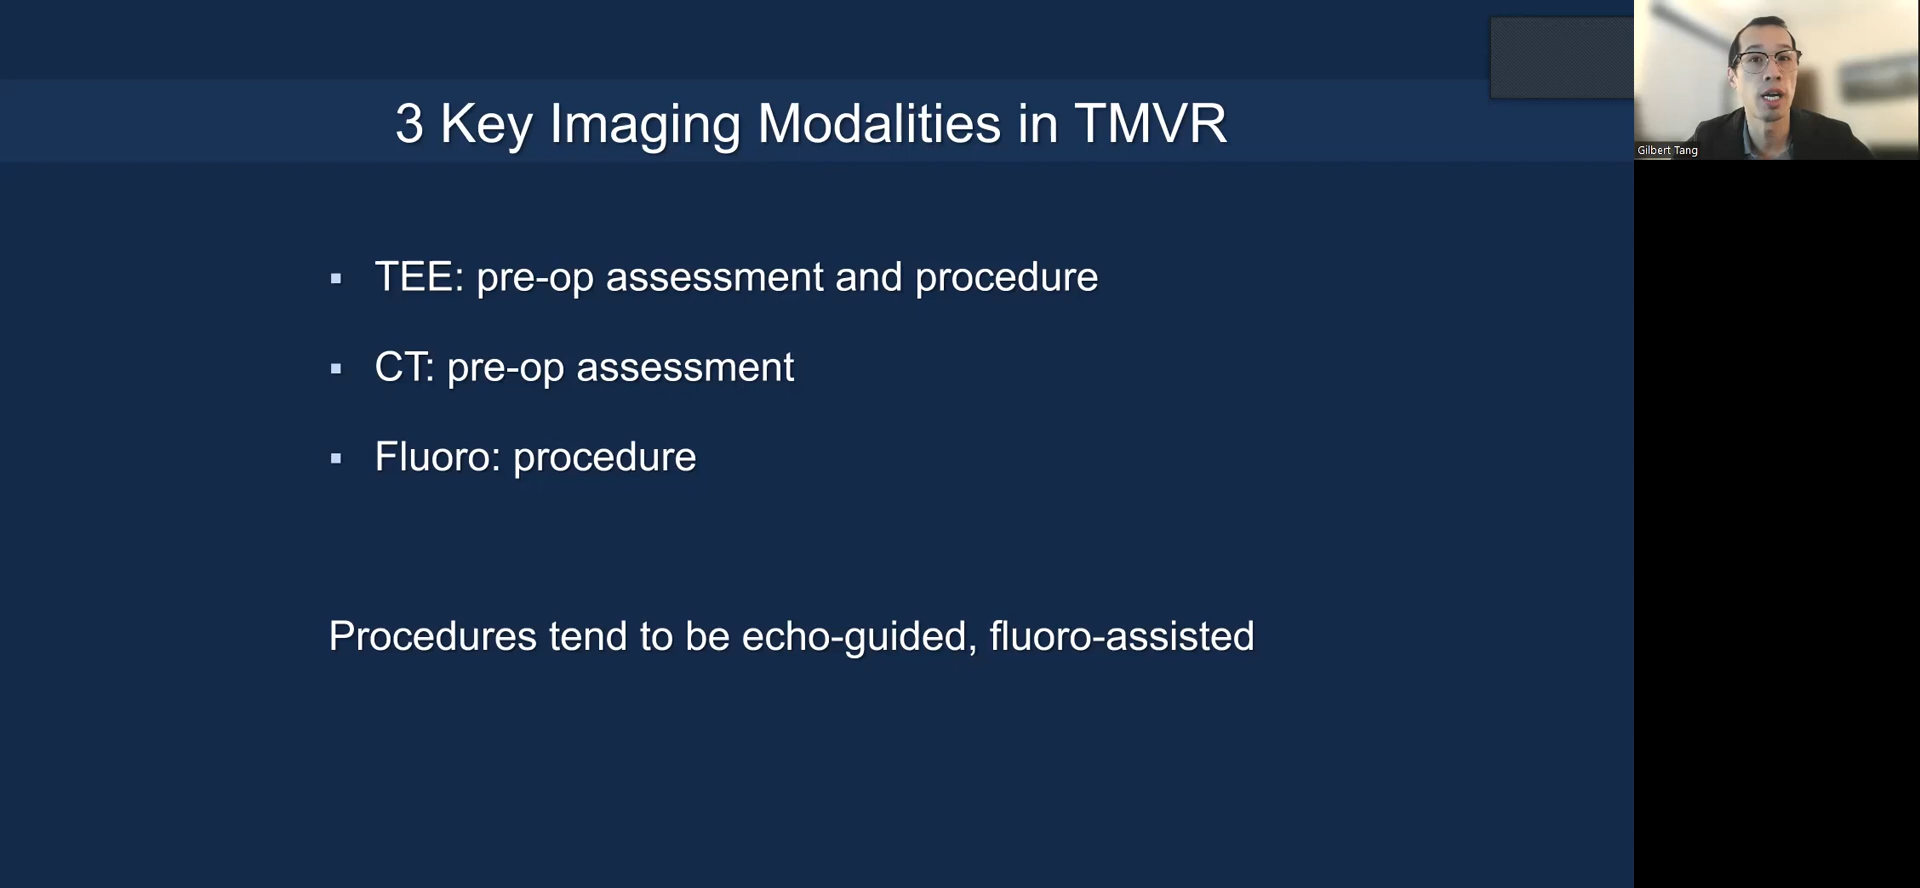 3 Key Imaging Modalities in TMVR
▪ TEE: pre-op assessment and procedure
▪ CT: pre-op assessment
▪ Fluoro: procedure
Procedures tend to be echo-guided, fluoro-assisted
Gilbert Tang